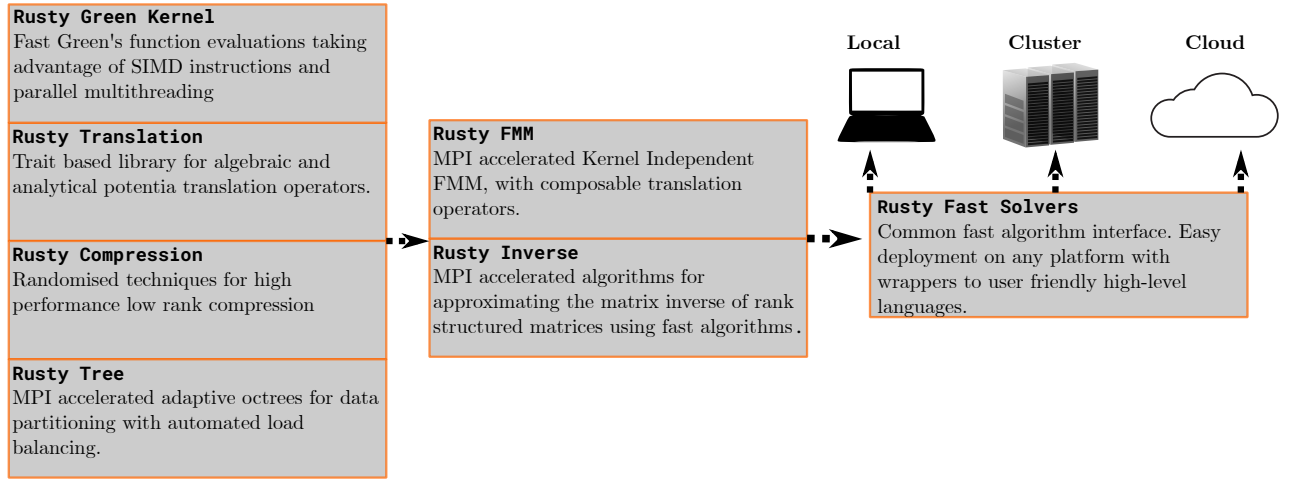 Rusty Green Kernel
Fast Green's function evaluations taking
advantage of SIMD instructions and
parallel multithreading
Rusty Translation
Trait based library for algebraic and
analytical potentia translation operators.
Rusty Compression
Randomised techniques for high
performance low rank compression
Rusty Tree
MPI accelerated adaptive octrees for data
partitioning with automated load
balancing.
Rusty FMM
MPI accelerated Kernel Independent
FMM, with composable translation
operators.
Rusty Inverse
MPI accelerated algorithms for
approximating the matrix inverse of rank
structured matrices using fast algorithms.
Local
Cluster
Cloud
Rusty Fast Solvers
Common fast algorithm interface. Easy
deployment on any platform with
wrappers to user friendly high-level
languages.